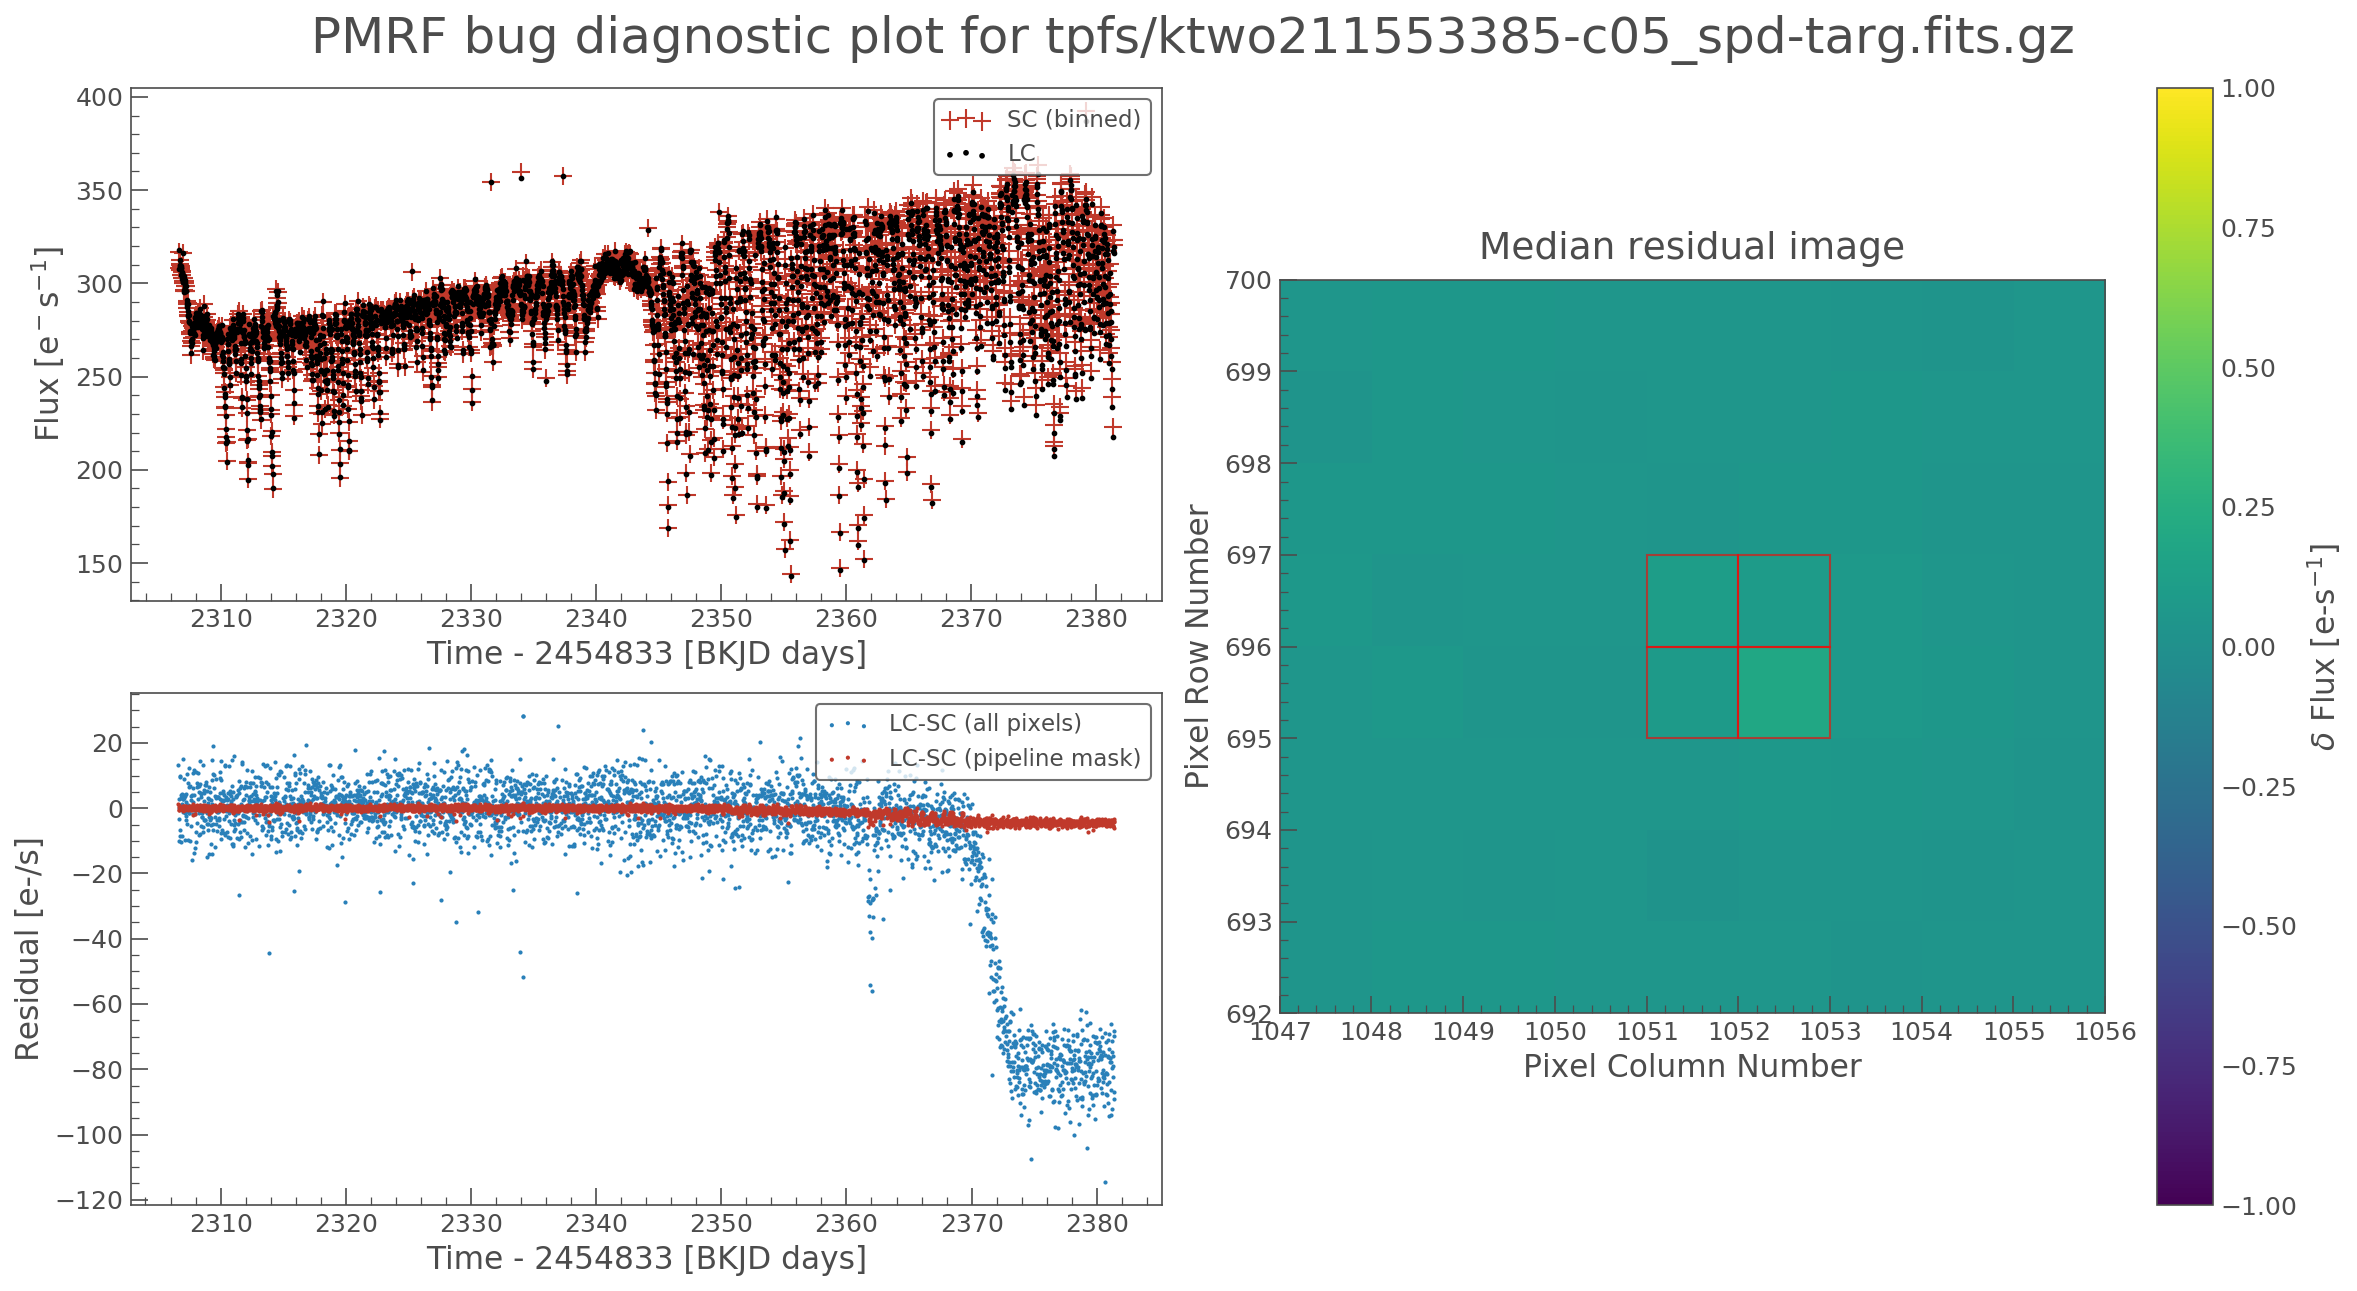 PMRF bug diagnostic plot for tpfs/ktwo211553385-c05_spd-targ.fits.gz
400
350
300
250
200
150
Flux [e⁻ s⁻¹]
SC (binned)
LC
2310 2320 2330 2340 2350 2360 2370 2380
Time - 2454833 [BKJD days]
20
0
−20
−40
−60
−80
−100
−120
Residual [e-/s]
LC-SC (all pixels)
LC-SC (pipeline mask)
2310 2320 2330 2340 2350 2360 2370 2380
Time - 2454833 [BKJD days]
Median residual image
700
699
698
697
696
695
694
693
692
Pixel Row Number
1047 1048 1049 1050 1051 1052 1053 1054 1055 1056
Pixel Column Number
1.00
0.75
0.50
0.25
0.00
−0.25
−0.50
−0.75
−1.00
δ Flux [e-s⁻¹]